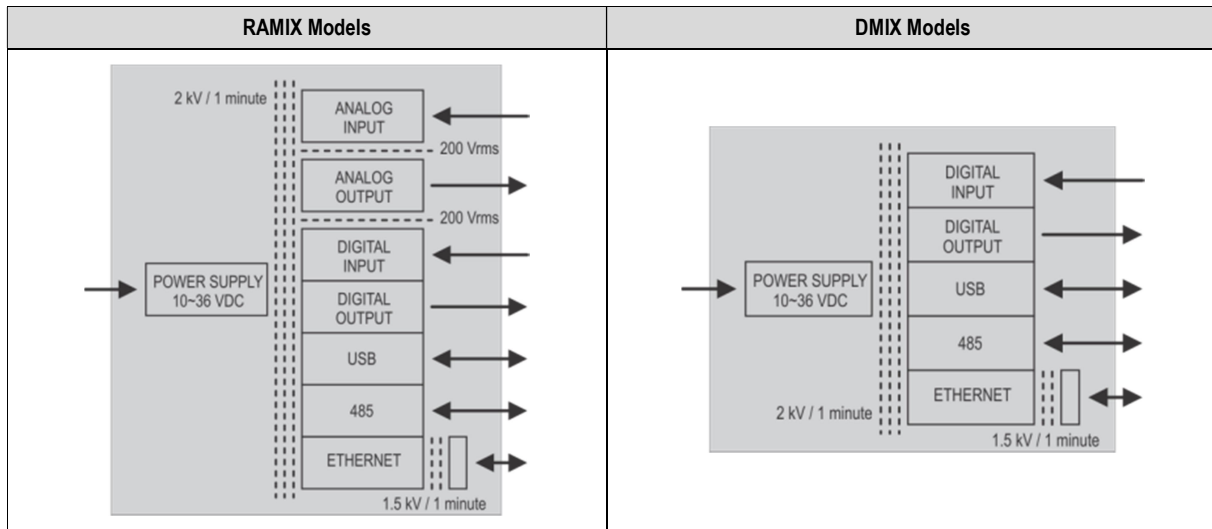 RAMIX Models
DMIX Models
2 kV / 1 minute
ANALOG
INPUT
200 Vrms
ANALOG
OUTPUT
200 Vrms
DIGITAL
INPUT
POWER SUPPLY
10~36 VDC
DIGITAL
OUTPUT
USB
485
ETHERNET
1.5 kV / 1 minute
DIGITAL
INPUT
DIGITAL
OUTPUT
POWER SUPPLY
10~36 VDC
USB
485
ETHERNET
2 kV / 1 minute
1.5 kV / 1 minute